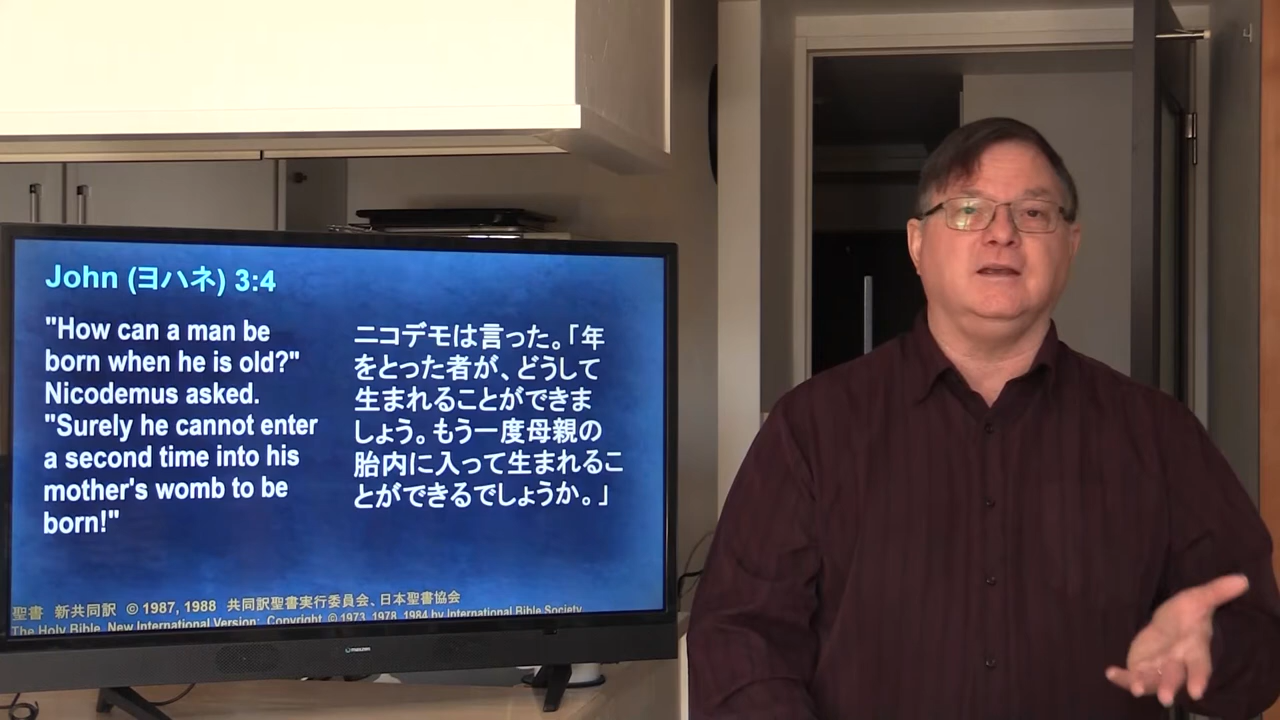 John (ヨハネ) 3:4
"How can a man be
born when he is old?"
Nicodemus asked.
"Surely he cannot enter
a second time into his
mother's womb to be
born!"
ニコデモは言った。「年
をとった者が、どうして
生まれることができま
しょう。もう一度母親の
胎内に入って生まれるこ
とができるでしょうか。」
聖書 新共同訳 © 1987, 1988 共同訳聖書実行委員会、日本聖書協会
The Holy Bible, New International Version; Copyright © 1973, 1978, 1984 by International Bible Society